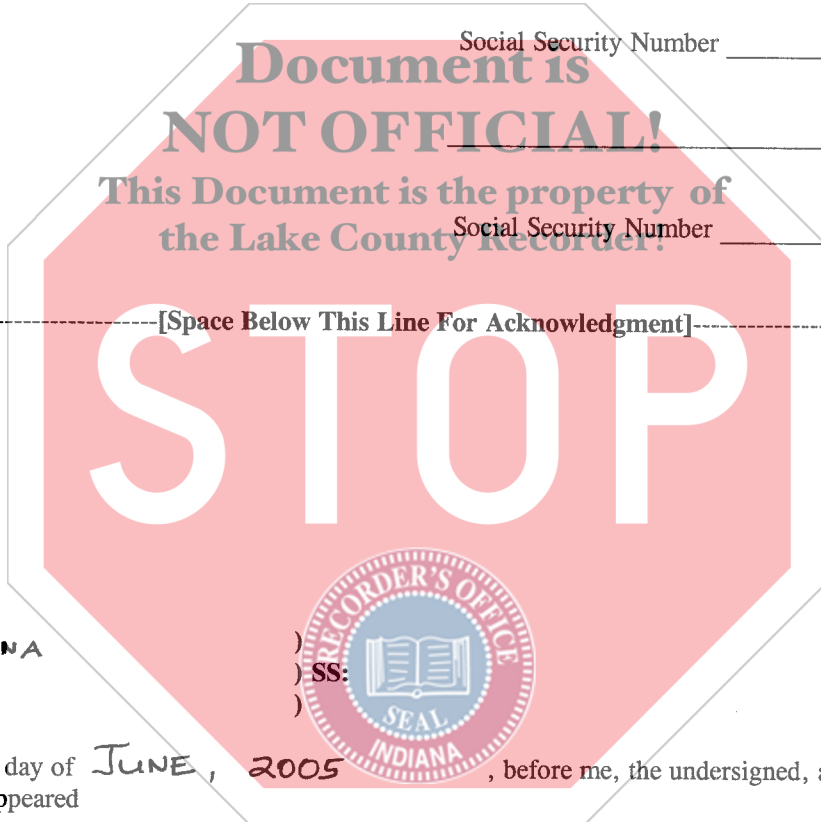 Social Security Number
Document is
NOT OFFICIAL!
This Document is the property of
the Lake County Recorder!
Social Security Number
[Space Below This Line For Acknowledgment]
STOP
RECORDER'S OFFICE
SEAL
INDIANA
NA )
) SS:
)
day of JUNE, 2005 , before me, the undersigned, a
ppeared